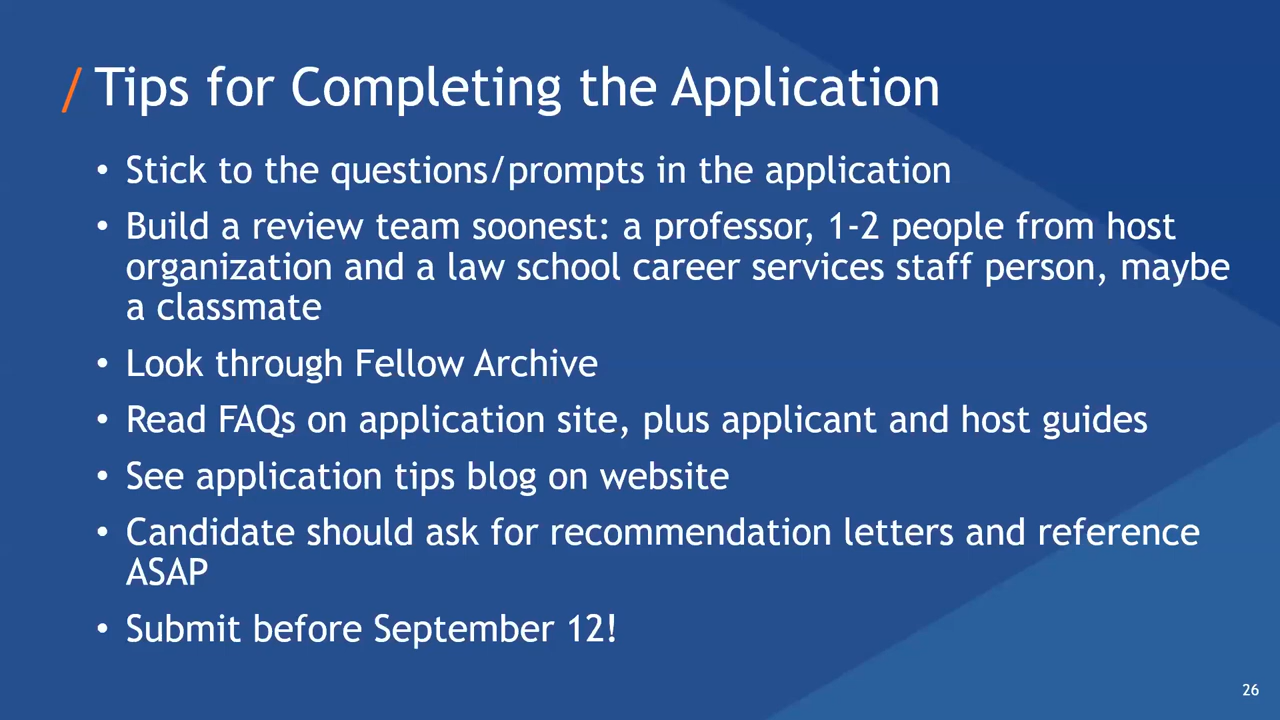 / Tips for Completing the Application
• Stick to the questions/prompts in the application
• Build a review team soonest: a professor, 1-2 people from host
organization and a law school career services staff person, maybe
a classmate
• Look through Fellow Archive
• Read FAQs on application site, plus applicant and host guides
• See application tips blog on website
• Candidate should ask for recommendation letters and reference
ASAP
• Submit before September 12!
26